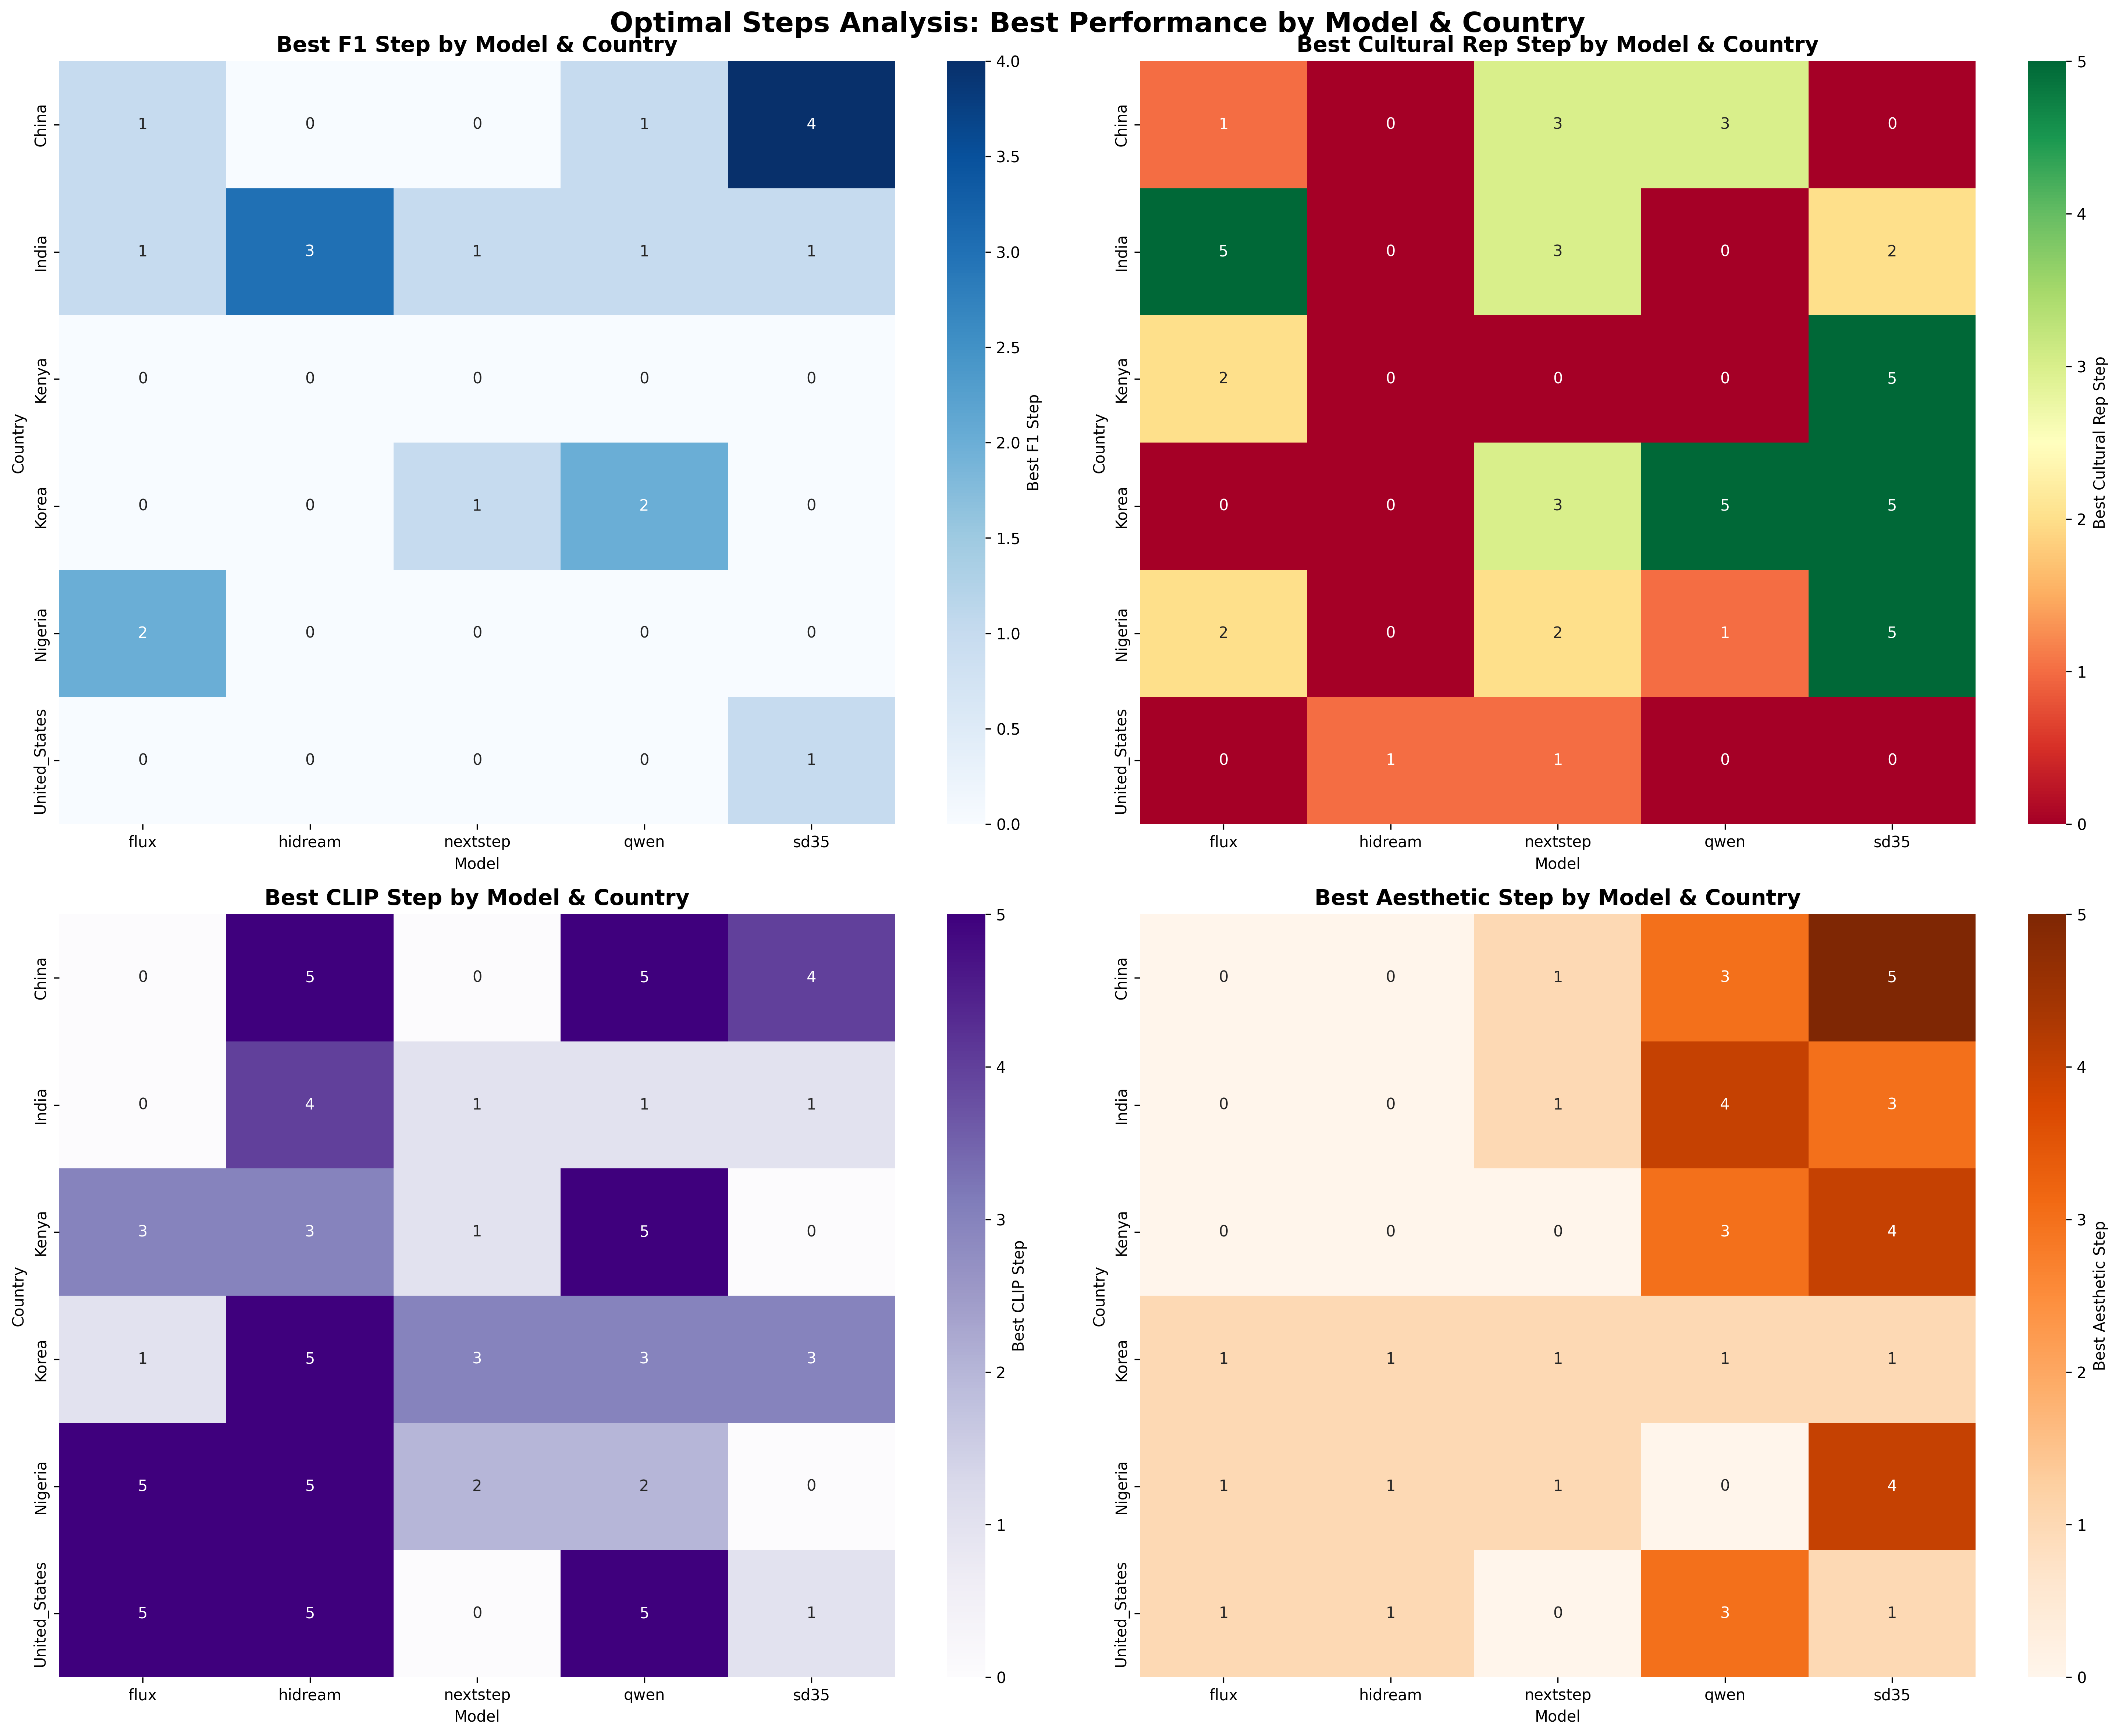 Optimal Steps Analysis: Best Performance by Model & Country
Best F1 Step by Model & Country
Country
China 1 0 0 1 4
India 1 3 1 1 1
Kenya 0 0 0 0 0
Korea 0 0 1 2 0
Nigeria 2 0 0 0 0
United_States 0 0 0 0 1
flux hidream nextstep qwen sd35
Model
4.0
3.5
3.0
2.5
2.0
1.5
1.0
0.5
0.0
Best F1 Step
Best Cultural Rep Step by Model & Country
Country
China 1 0 3 3 0
India 5 0 3 0 2
Kenya 2 0 0 0 5
Korea 0 0 3 5 5
Nigeria 2 0 2 1 5
United_States 0 1 1 0 0
flux hidream nextstep qwen sd35
Model
5
4
3
2
1
0
Best Cultural Rep Step
Best CLIP Step by Model & Country
Country
China 0 5 0 5 4
India 0 4 1 1 1
Kenya 3 3 1 5 0
Korea 1 5 3 3 3
Nigeria 5 5 2 2 0
United_States 5 5 0 5 1
flux hidream nextstep qwen sd35
Model
5
4
3
2
1
0
Best CLIP Step
Best Aesthetic Step by Model & Country
Country
China 0 0 1 3 5
India 0 0 1 4 3
Kenya 0 0 0 3 4
Korea 1 1 1 1 1
Nigeria 1 1 1 0 4
United_States 1 1 0 3 1
flux hidream nextstep qwen sd35
Model
5
4
3
2
1
0
Best Aesthetic Step